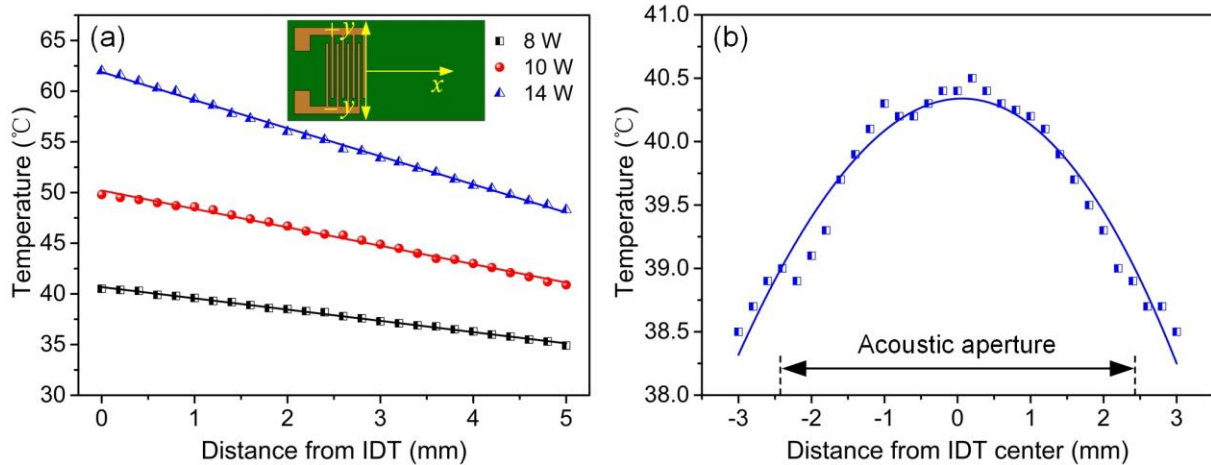 (a)
+ y
x
– y
8 W
10 W
14 W
65
60
55
50
45
40
35
30
Temperature (℃)
0 1 2 3 4 5
Distance from IDT (mm)
(b)
41.0
40.5
40.0
39.5
39.0
38.5
38.0
Temperature (℃)
Acoustic aperture
-3 -2 -1 0 1 2 3
Distance from IDT center (mm)